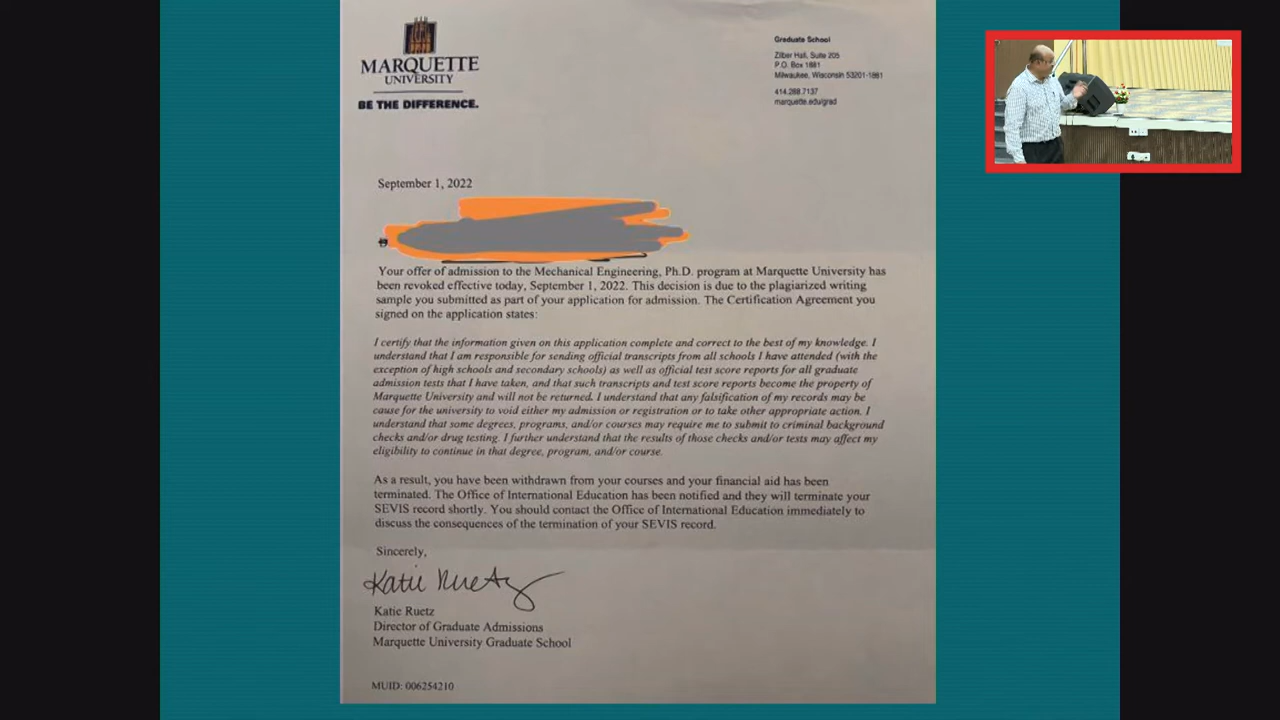 MARQUETTE
UNIVERSITY
BE THE DIFFERENCE.
Graduate School
Zilber Hall, Suite 205
P.O. Box 1881
Milwaukee, Wisconsin 53201-1881
414.288.7137
marquette.edu/grad
September 1, 2022
Your offer of admission to the Mechanical Engineering, Ph.D. program at Marquette University has
been revoked effective today, September 1, 2022. This decision is due to the plagiarized writing
sample you submitted as part of your application for admission. The Certification Agreement you
signed on the application states:
I certify that the information given on this application complete and correct to the best of my knowledge. I
understand that I am responsible for sending official transcripts from all schools I have attended (with the
exception of high schools and secondary schools) as well as official test score reports for all graduate
admission tests that I have taken, and that such transcripts and test score reports become the property of
Marquette University and will not be returned. I understand that any falsification of my records may be
cause for the university to void either my admission or registration or to take other appropriate action. I
understand that some degrees, programs, and/or courses may require me to submit to criminal background
checks and/or drug testing. I further understand that the results of those checks and/or tests may affect my
eligibility to continue in that degree, program, and/or course.
As a result, you have been withdrawn from your courses and your financial aid has been
terminated. The Office of International Education has been notified and they will terminate your
SEVIS record shortly. You should contact the Office of International Education immediately to
discuss the consequences of the termination of your SEVIS record.
Sincerely,
Katie Ruetz
Katie Ruetz
Director of Graduate Admissions
Marquette University Graduate School
MUID: 006254210